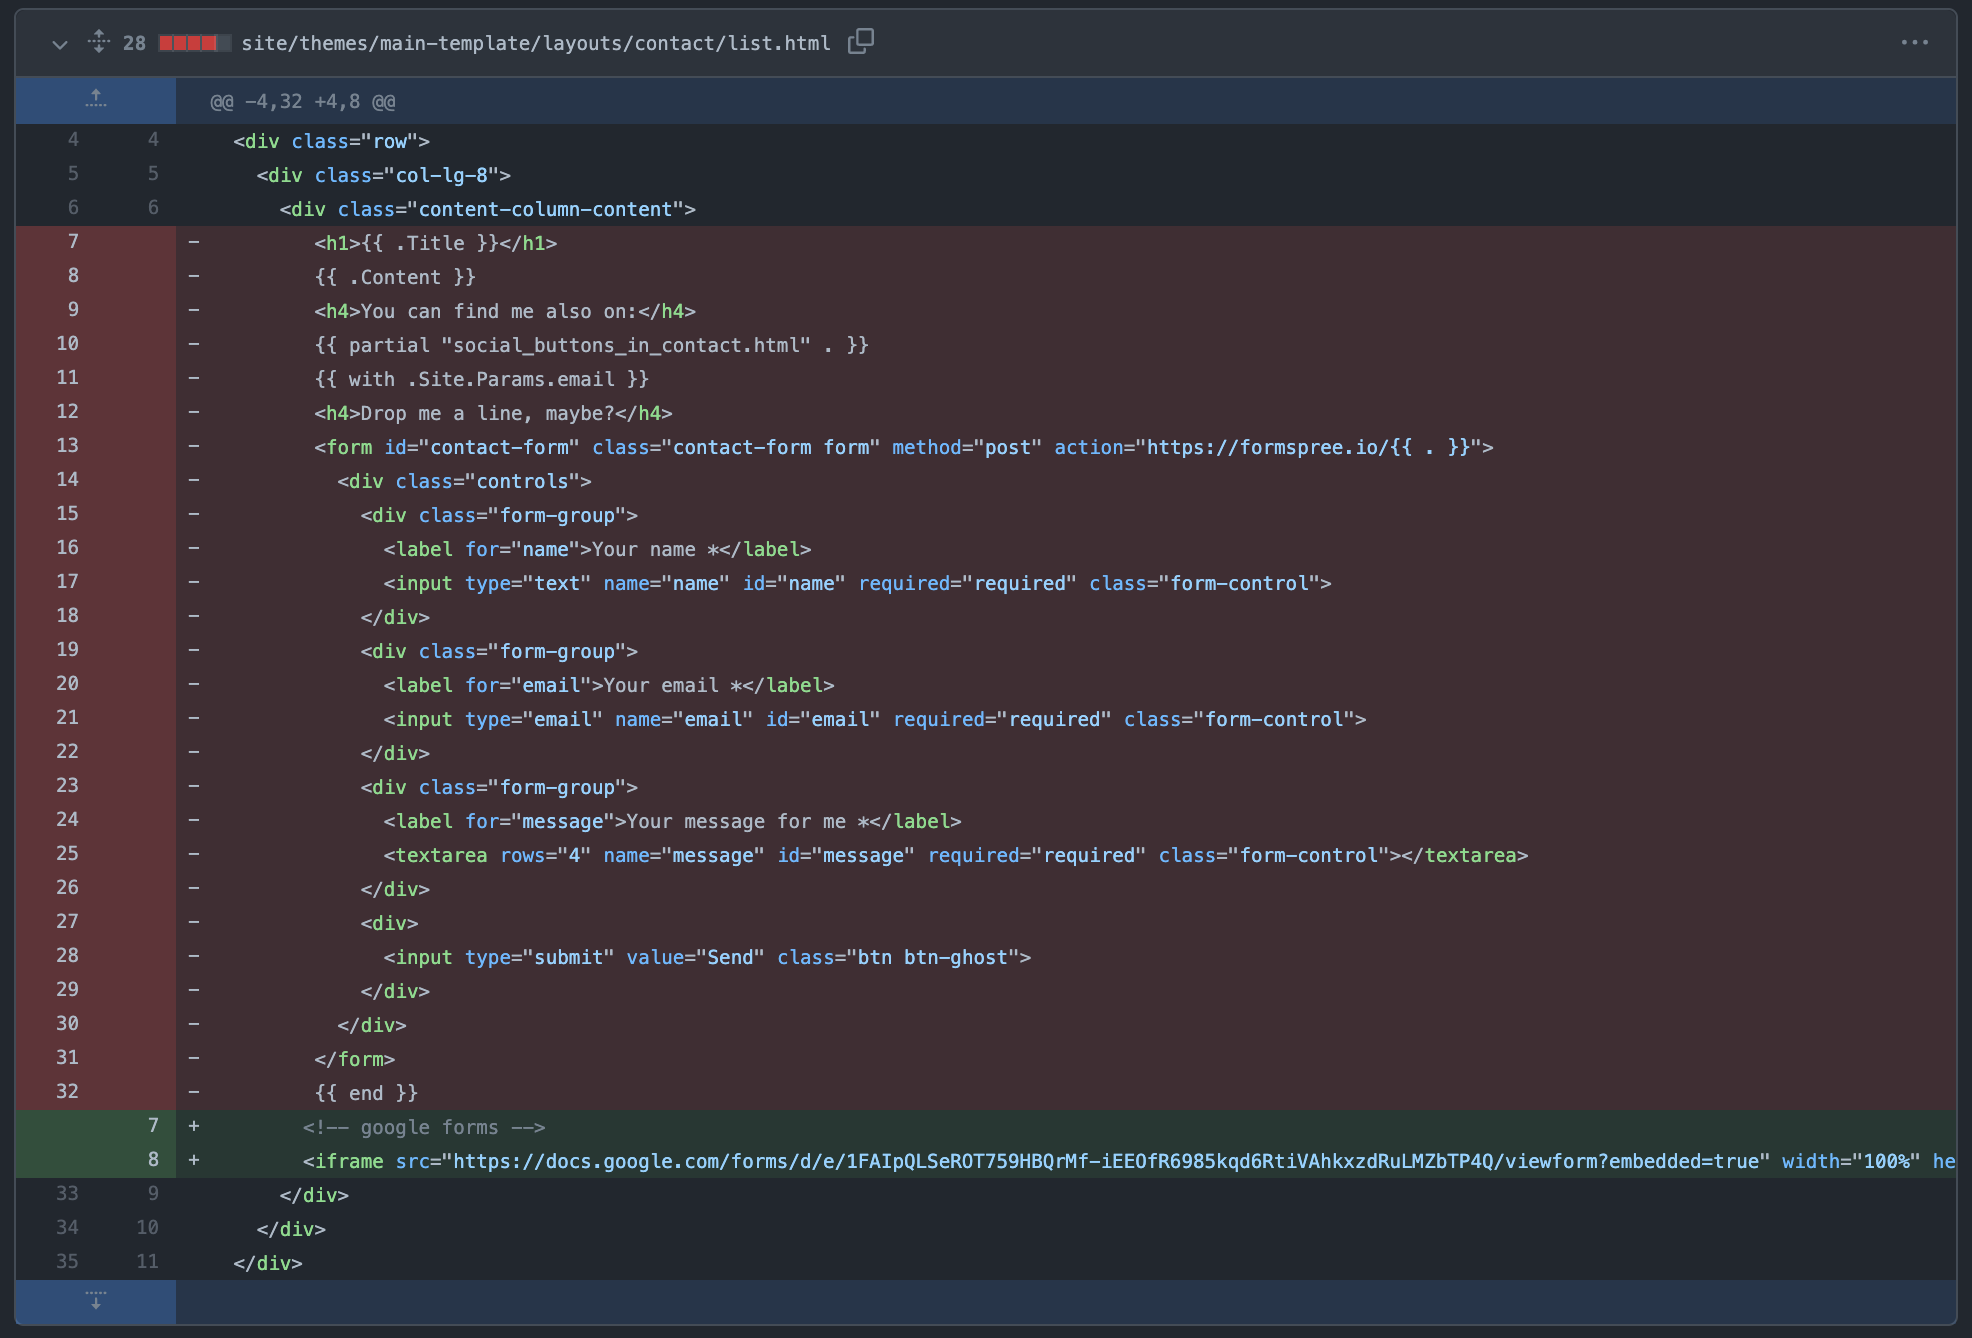 28 site/themes/main-template/layouts/contact/list.html
@@ -4,32 +4,8 @@
4 4 <div class="row">
5 5 <div class="col-lg-8">
6 6 <div class="content-column-content">
7 - <h1>{{ .Title }}</h1>
8 - {{ .Content }}
9 - <h4>You can find me also on:</h4>
10 - {{ partial "social_buttons_in_contact.html" . }}
11 - {{ with .Site.Params.email }}
12 - <h4>Drop me a line, maybe?</h4>
13 - <form id="contact-form" class="contact-form form" method="post" action="https://formspree.io/{{ . }}">
14 - <div class="controls">
15 - <div class="form-group">
16 - <label for="name">Your name *</label>
17 - <input type="text" name="name" id="name" required="required" class="form-control">
18 - </div>
19 - <div class="form-group">
20 - <label for="email">Your email *</label>
21 - <input type="email" name="email" id="email" required="required" class="form-control">
22 - </div>
23 - <div class="form-group">
24 - <label for="message">Your message for me *</label>
25 - <textarea rows="4" name="message" id="message" required="required" class="form-control"></textarea>
26 - </div>
27 - <div>
28 - <input type="submit" value="Send" class="btn btn-ghost">
29 - </div>
30 - </div>
31 - </form>
32 - {{ end }}
7 + <!-- google forms -->
8 + <iframe src="https://docs.google.com/forms/d/e/1FAIpQLSeROT759HBQrMf-iEEOfR6985kqd6RtiVAhkxzdRuLMZbTP4Q/viewform?embedded=true" width="100%" he
33 9 </div>
34 10 </div>
35 11 </div>